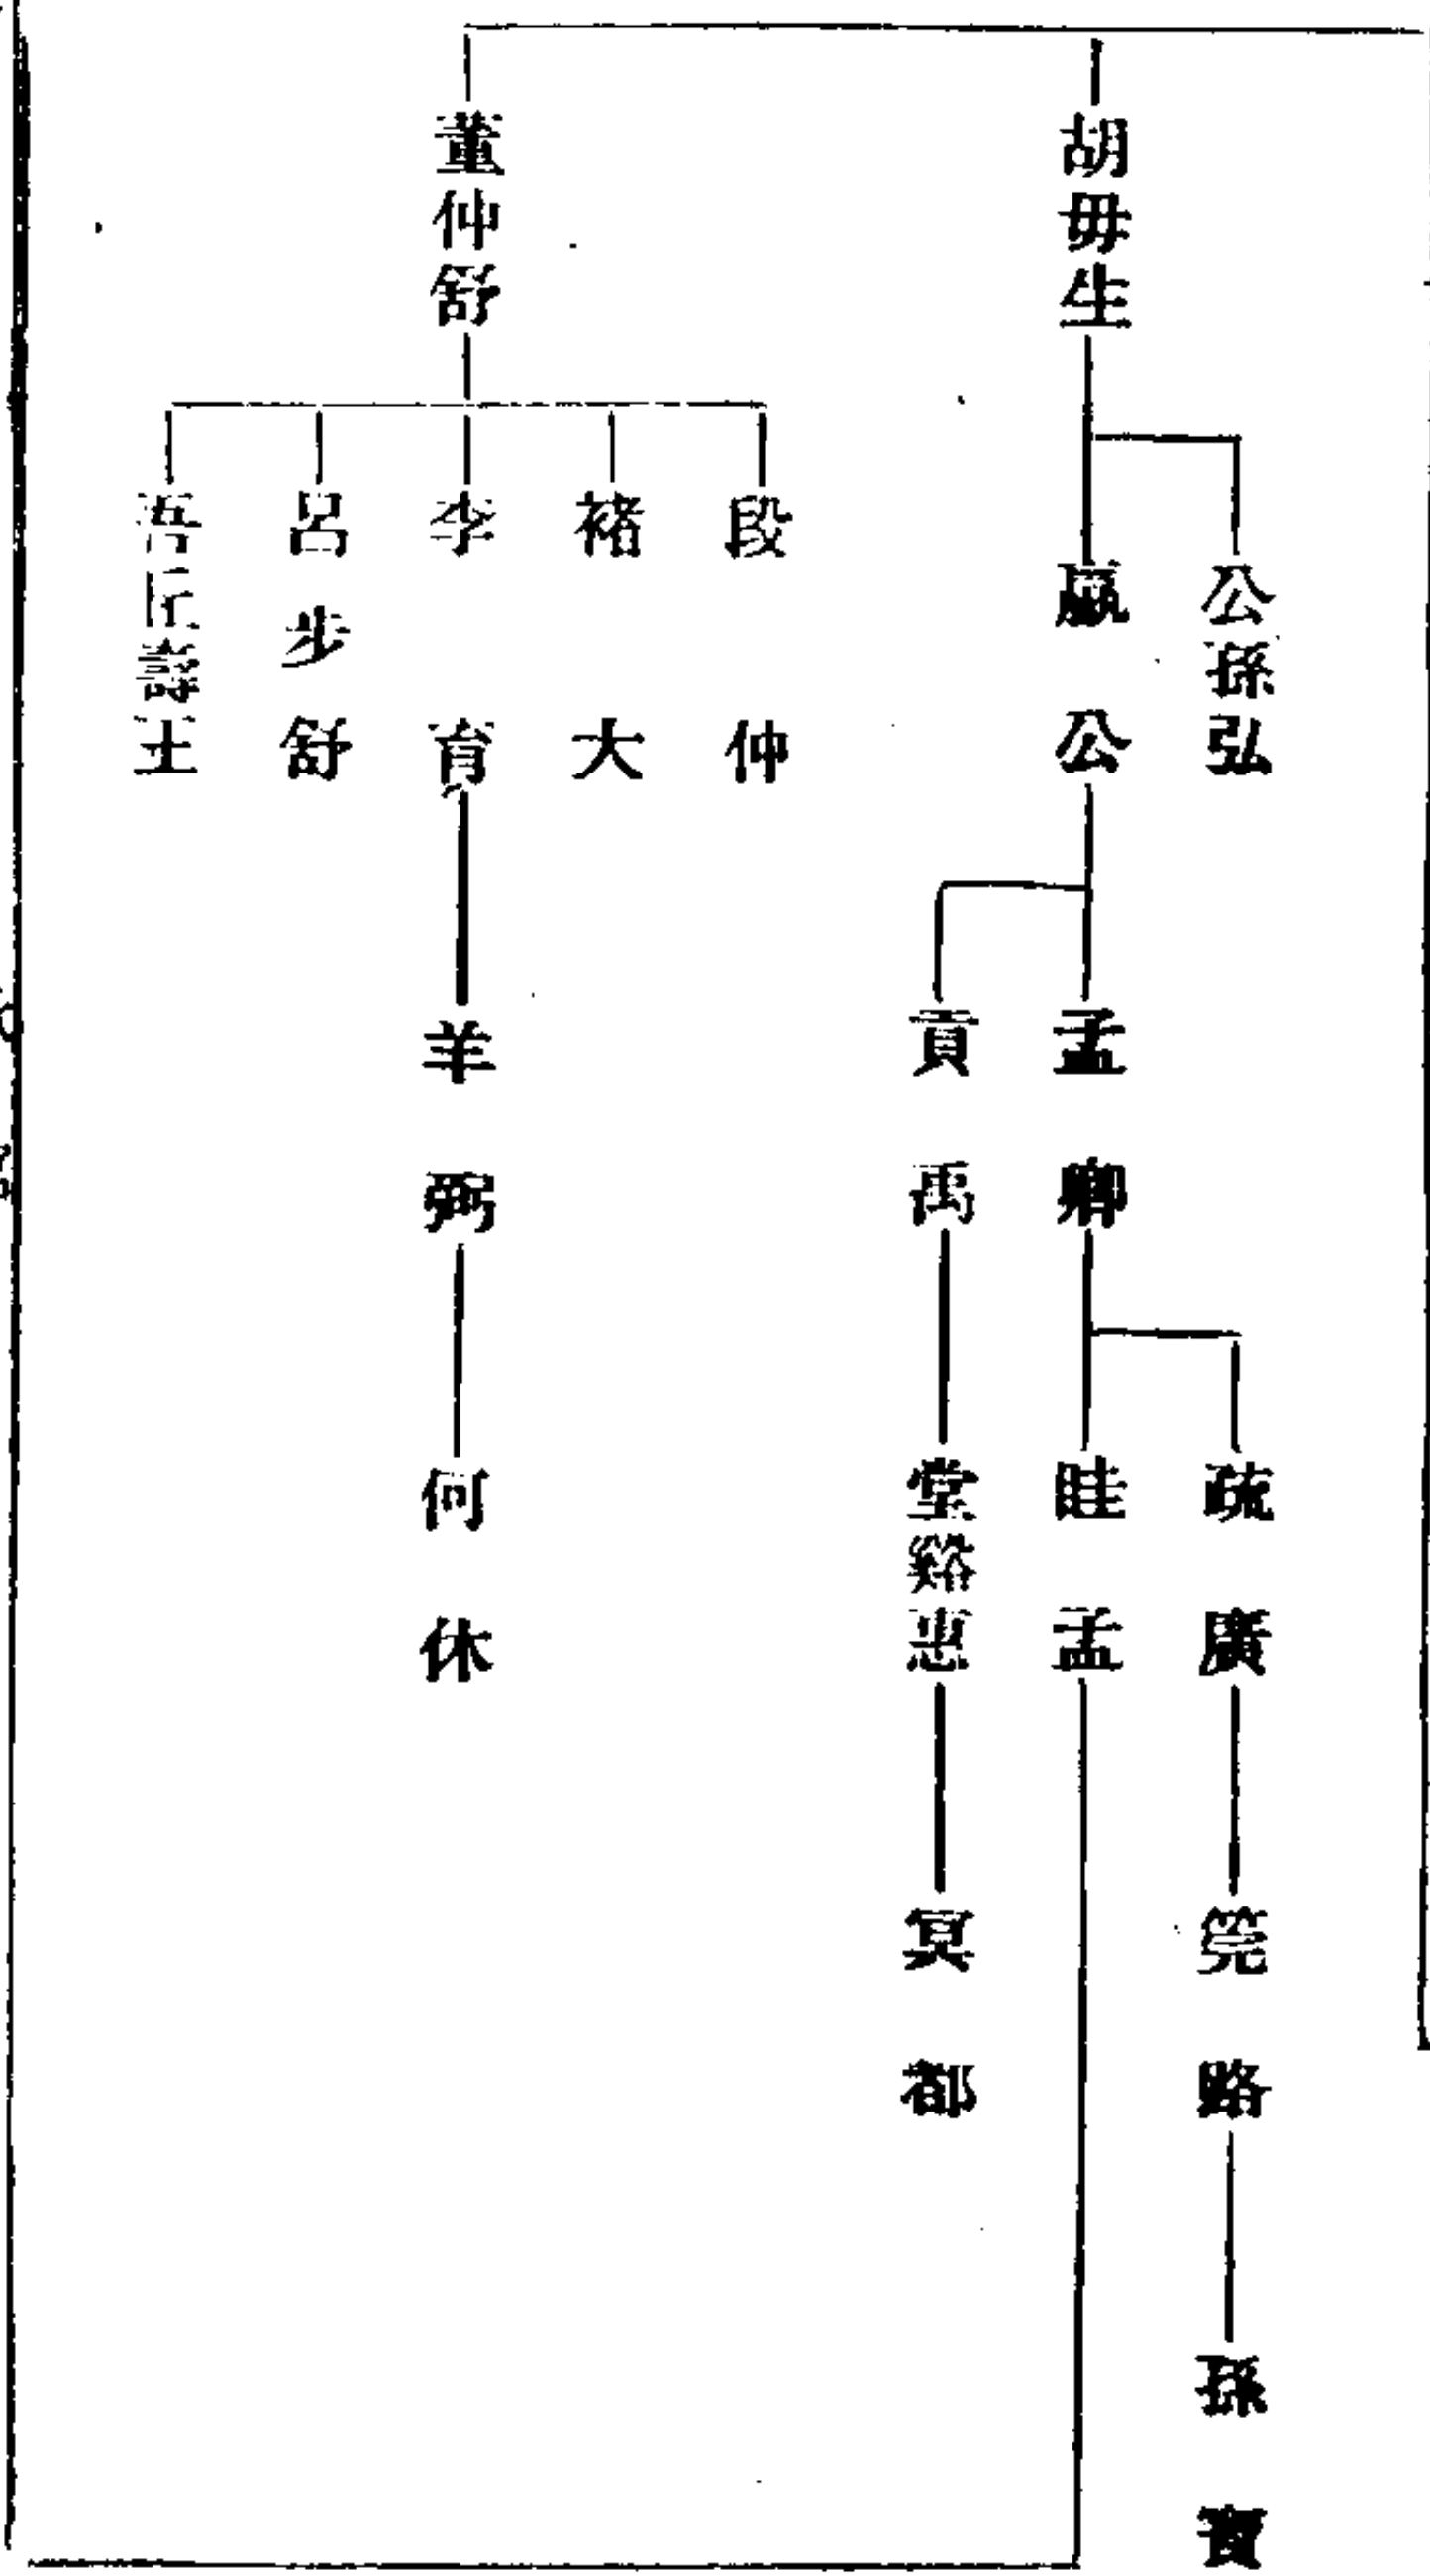 胡毋生
公孫弘
嬴公
孟卿
貢禹
疏廣
眭孟
堂谿惠
筦路
冥都
孫寶
董仲舒
段仲
褚大
李育
呂步舒
吾丘壽王
羊弼
何休